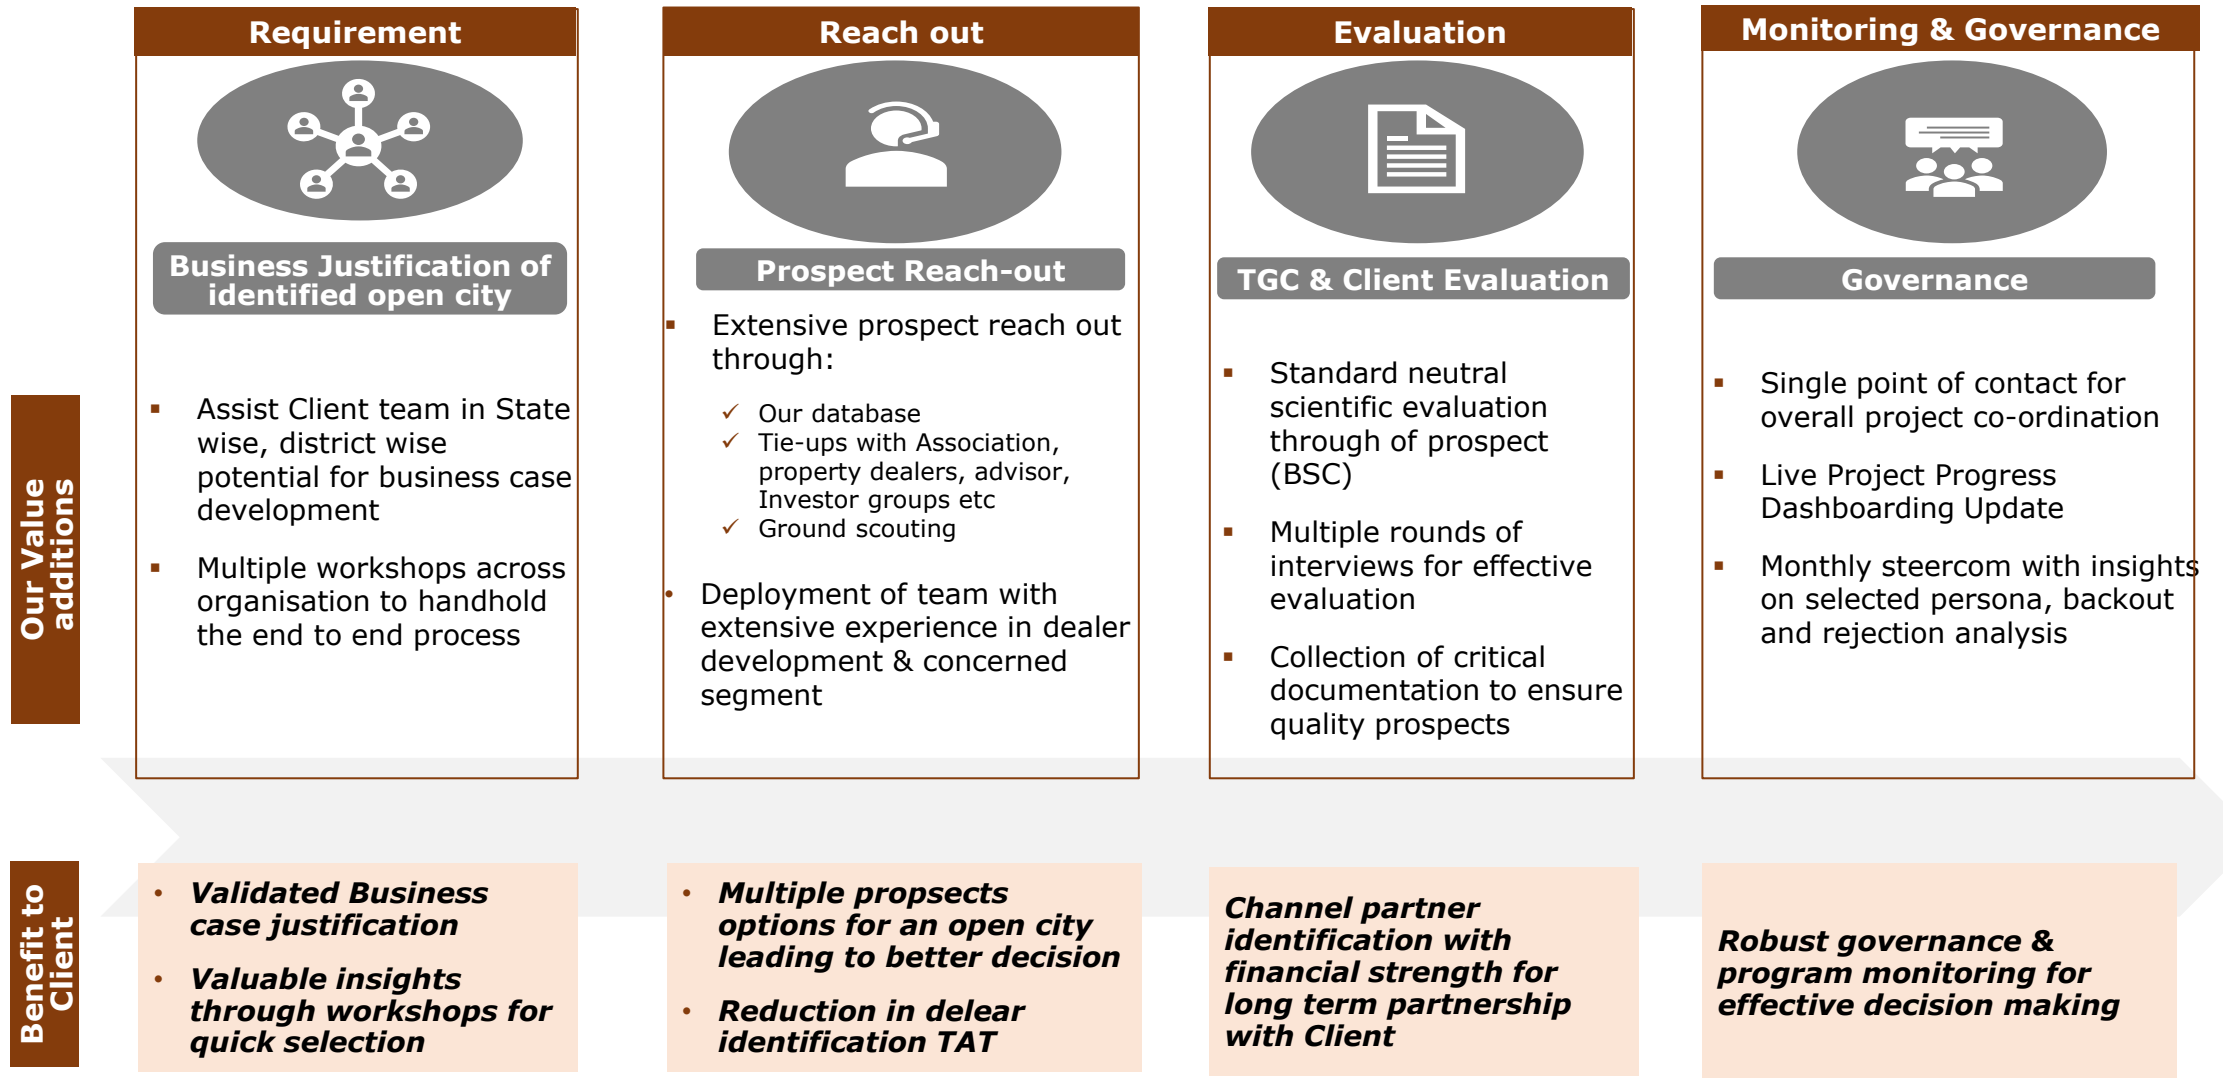 Requirement
Business Justification of
identified open city
Our Value
additions
▪ Assist Client team in State
wise, district wise
potential for business case
development
▪ Multiple workshops across
organisation to handhold
the end to end process
Reach out
Prospect Reach-out
▪ Extensive prospect reach out
through:
✓ Our database
✓ Tie-ups with Association,
property dealers, advisor,
Investor groups etc
✓ Ground scouting
• Deployment of team with
extensive experience in dealer
development & concerned
segment
Evaluation
TGC & Client Evaluation
▪ Standard neutral
scientific evaluation
through of prospect
(BSC)
▪ Multiple rounds of
interviews for effective
evaluation
▪ Collection of critical
documentation to ensure
quality prospects
Monitoring & Governance
Governance
▪ Single point of contact for
overall project co-ordination
▪ Live Project Progress
Dashboarding Update
▪ Monthly steercom with insights
on selected persona, backout
and rejection analysis
Benefit to
Client
• Validated Business
case justification
• Valuable insights
through workshops for
quick selection
• Multiple propsects
options for an open city
leading to better decision
• Reduction in delear
identification TAT
Channel partner
identification with
financial strength for
long term partnership
with Client
Robust governance &
program monitoring for
effective decision making